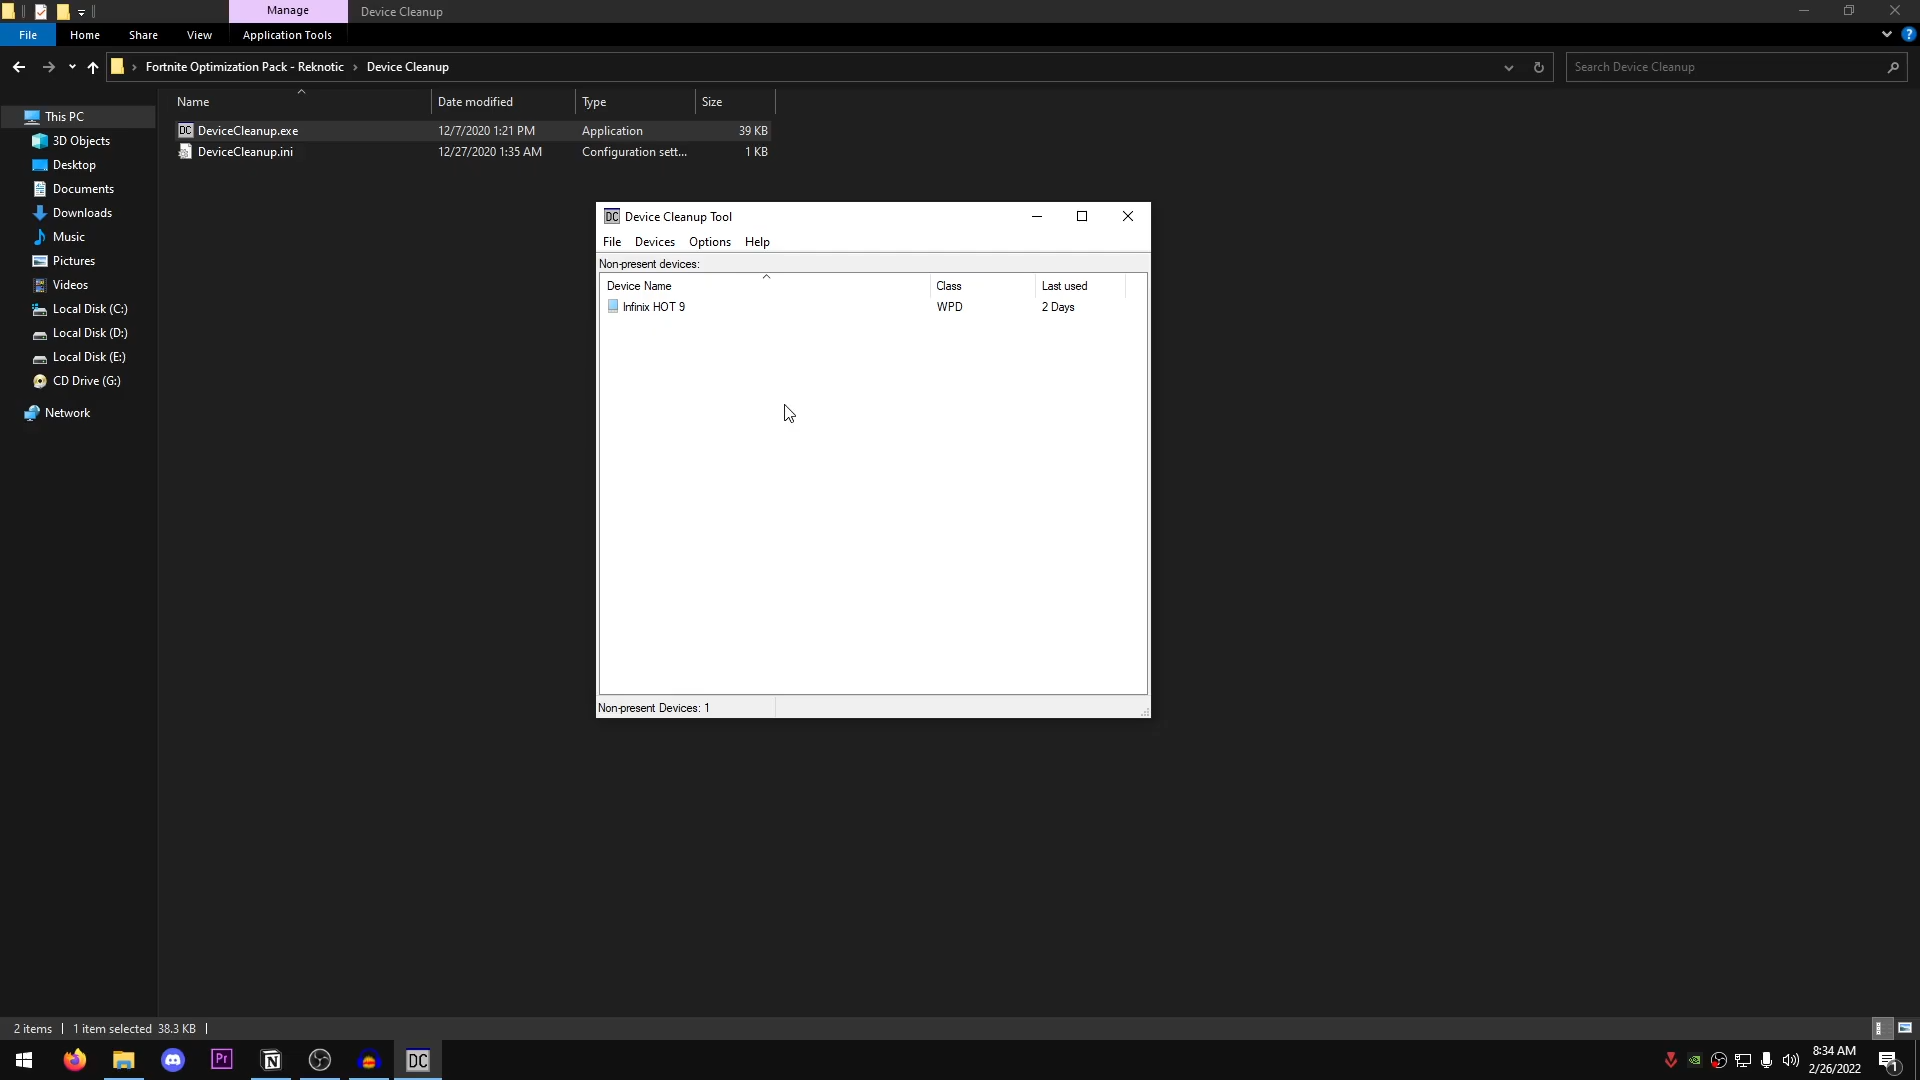 Manage
Device Cleanup
File
Home
Share
View
Application Tools
Fortnite Optimization Pack - Reknotic
Device Cleanup
Search Device Cleanup
Name
Date modified
Type
Size
DeviceCleanup.exe
12/7/2020 1:21 PM
Application
39 KB
DeviceCleanup.ini
12/27/2020 1:35 AM
Configuration sett...
1 KB
This PC
3D Objects
Desktop
Documents
Downloads
Music
Pictures
Videos
Local Disk (C:)
Local Disk (D:)
Local Disk (E:)
CD Drive (G:)
Network
DC Device Cleanup Tool
File
Devices
Options
Help
Non-present devices:
Device Name
Class
Last used
Infinix HOT 9
WPD
2 Days
Non-present Devices: 1
2 items
1 item selected 38.3 KB
Pr
N
DC
8:34 AM
2/26/2022
1